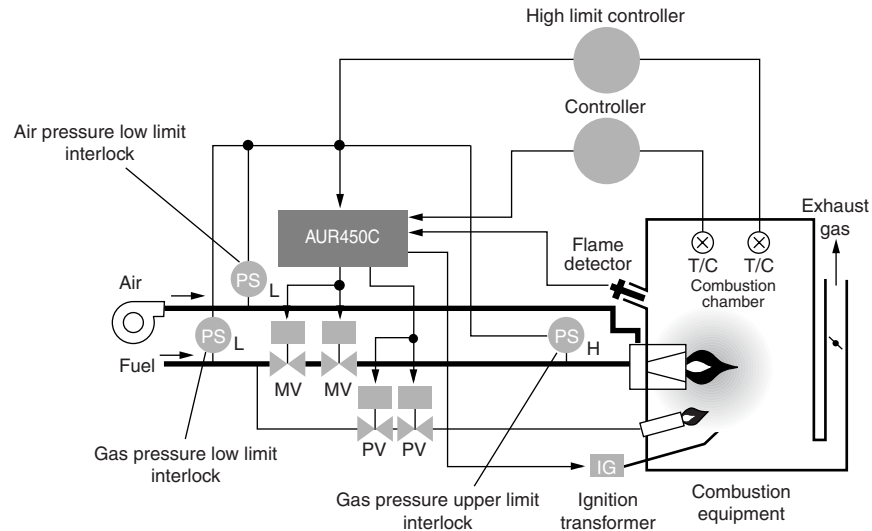 High limit controller
Controller
Air pressure low limit
interlock
Exhaust
gas
AUR450C
Flame
detector
T/C
T/C
Combustion
chamber
Air
PS
L
PS
L
Fuel
PS
H
MV
MV
PV
PV
Gas pressure low limit
interlock
IG
Gas pressure upper limit
interlock
Ignition
transformer
Combustion
equipment